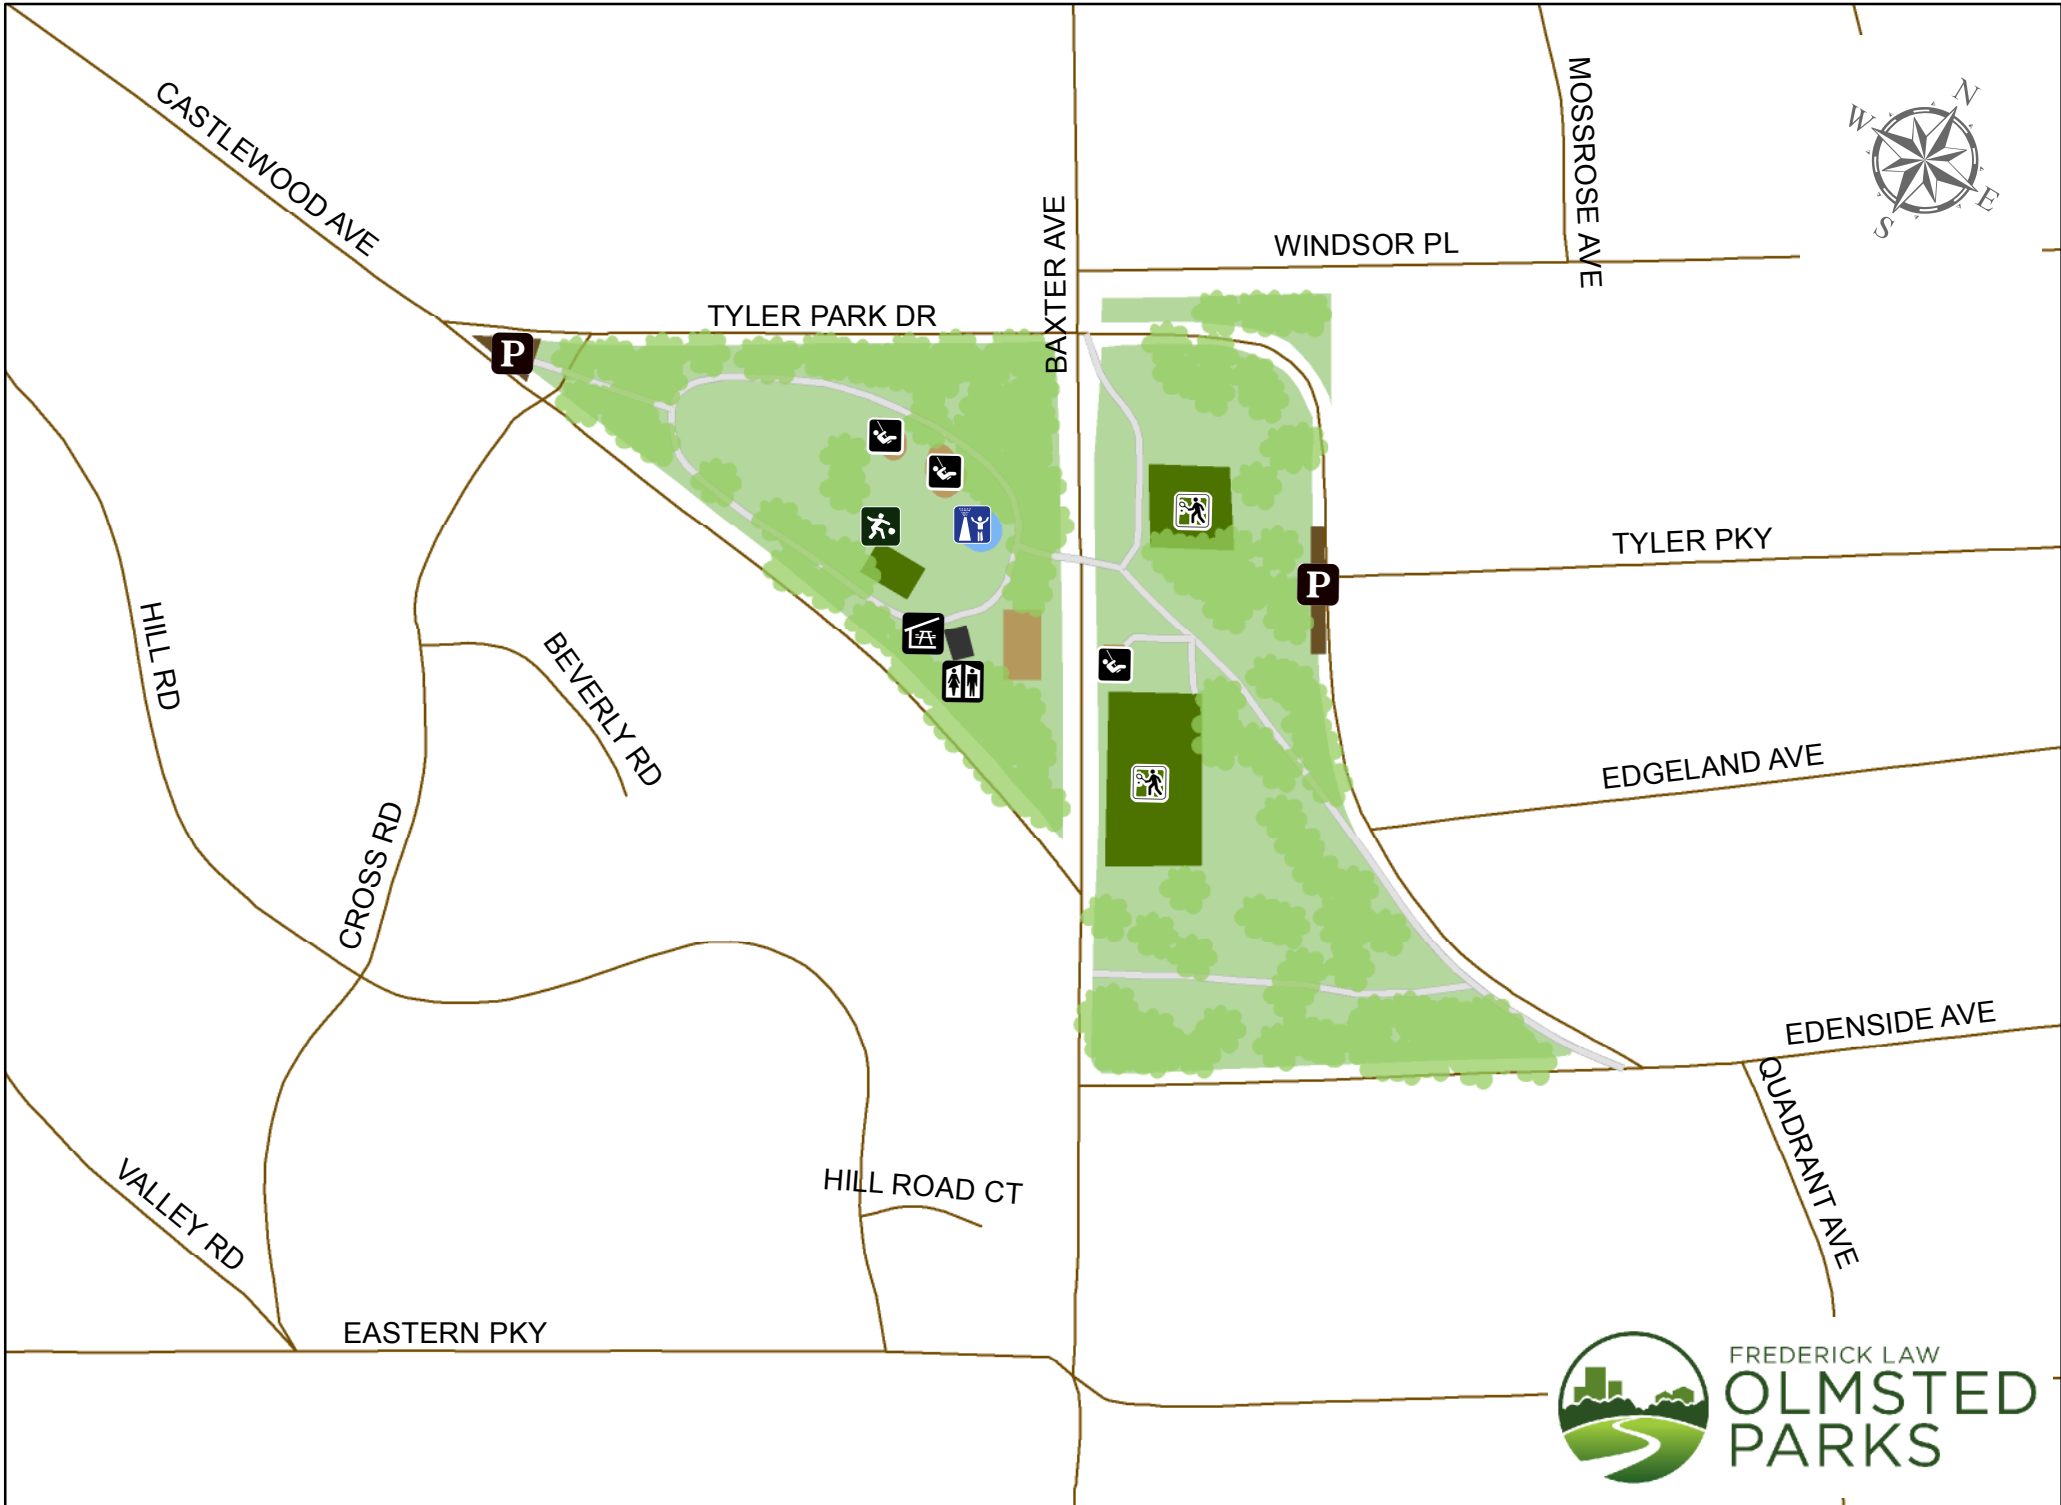 CASTLEWOOD AVE
MOSSROSE AVE
N
W
E
S
BAXTER AVE
WINDSOR PL
TYLER PARK DR
P
TYLER PKY
P
HILL RD
BEVERLY RD
EDGELAND AVE
CROSS RD
EDENSIDE AVE
QUADRANT AVE
VALLEY RD
HILL ROAD CT
EASTERN PKY
FREDERICK LAW
OLMSTED
PARKS